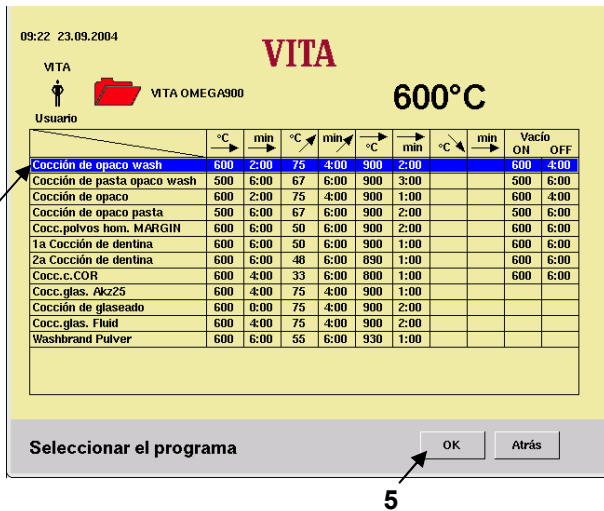 09:22 23.09.2004
VITA
VITA
VITA OMEGA900
600°C
Usuario
°C min °C min °C min °C min Vacío
ON OFF
Cocción de opaco wash 600 2:00 75 4:00 900 2:00 600 4:00
Cocción de pasta opaco wash 500 6:00 67 6:00 900 3:00 500 6:00
Cocción de opaco 600 2:00 75 4:00 900 1:00 600 4:00
Cocción de opaco pasta 500 6:00 67 6:00 900 2:00 500 6:00
Cocc.polvos hom. MARGIN 600 6:00 50 6:00 900 2:00 600 6:00
1a Cocción de dentina 600 6:00 50 6:00 900 1:00 600 6:00
2a Cocción de dentina 600 6:00 48 6:00 890 1:00 600 6:00
Cocc.c.COR 600 4:00 33 6:00 800 1:00 600 6:00
Cocc.glas. Akz25 600 4:00 75 4:00 900 1:00
Cocción de glaseado 600 0:00 75 4:00 900 2:00
Cocc.glas. Fluid 600 4:00 75 4:00 900 2:00
Washbrand Pulver 600 6:00 55 6:00 930 1:00
Seleccionar el programa OK Atrás
5